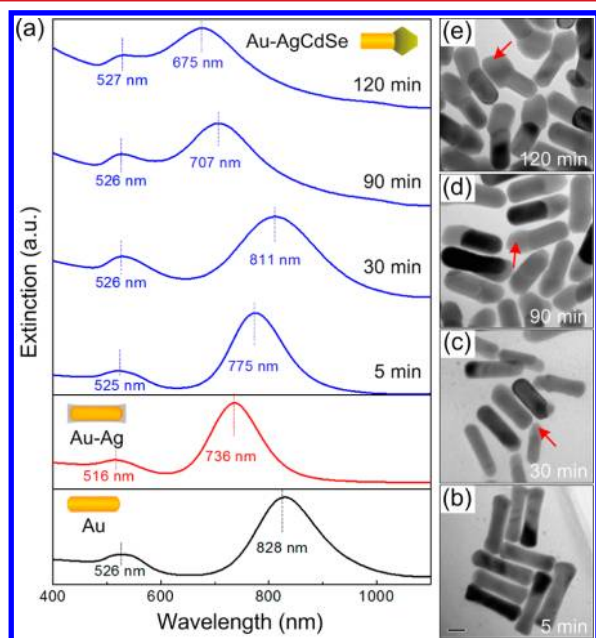 (a)
Au-AgCdSe
527 nm
675 nm
120 min
526 nm
707 nm
90 min
526 nm
811 nm
30 min
525 nm
775 nm
5 min
Au-Ag
516 nm
736 nm
Au
526 nm
828 nm
Extinction (a.u.)
400 600 800 1000
Wavelength (nm)
(e)
120 min
(d)
90 min
(c)
30 min
(b)
5 min